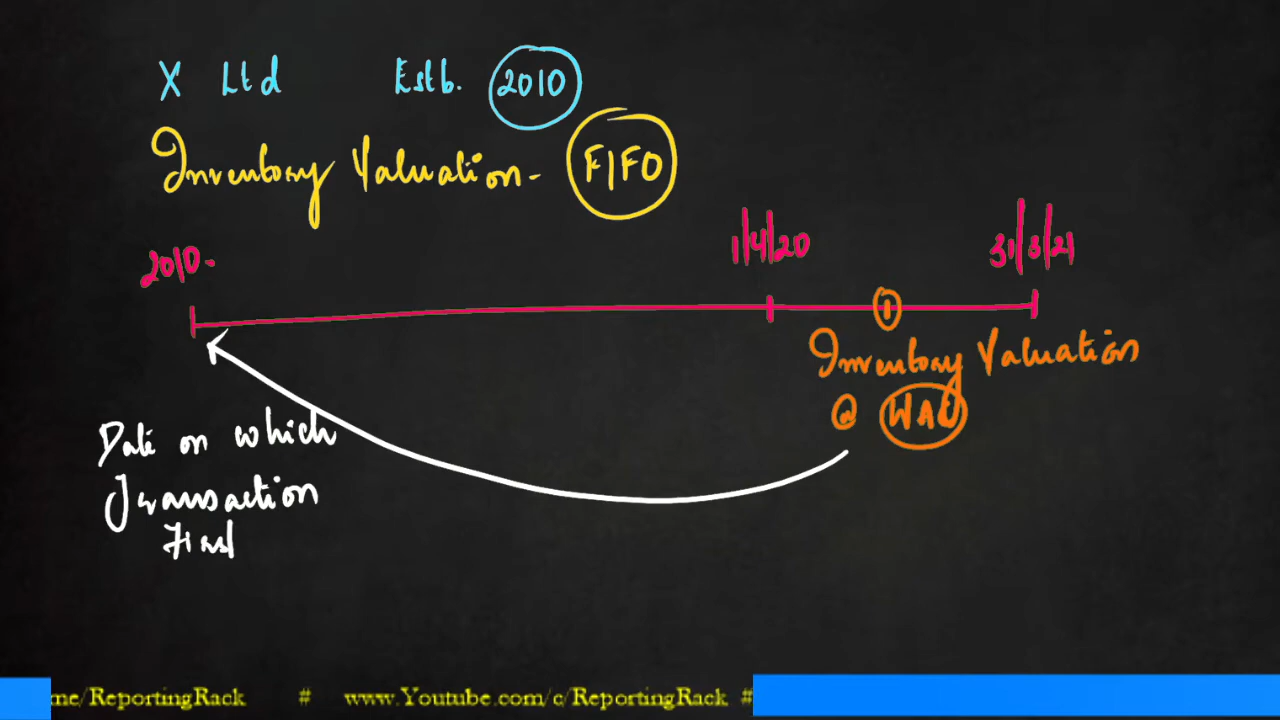 X Ltd Estb. 2010
Inventory Valuation - FIFO
2010- 1/4/20 31/3/21
Inventory Valuation
@ WAC
Date on which
Transaction
First
me/ReportingRack # www.Youtube.com/c/ReportingRack #